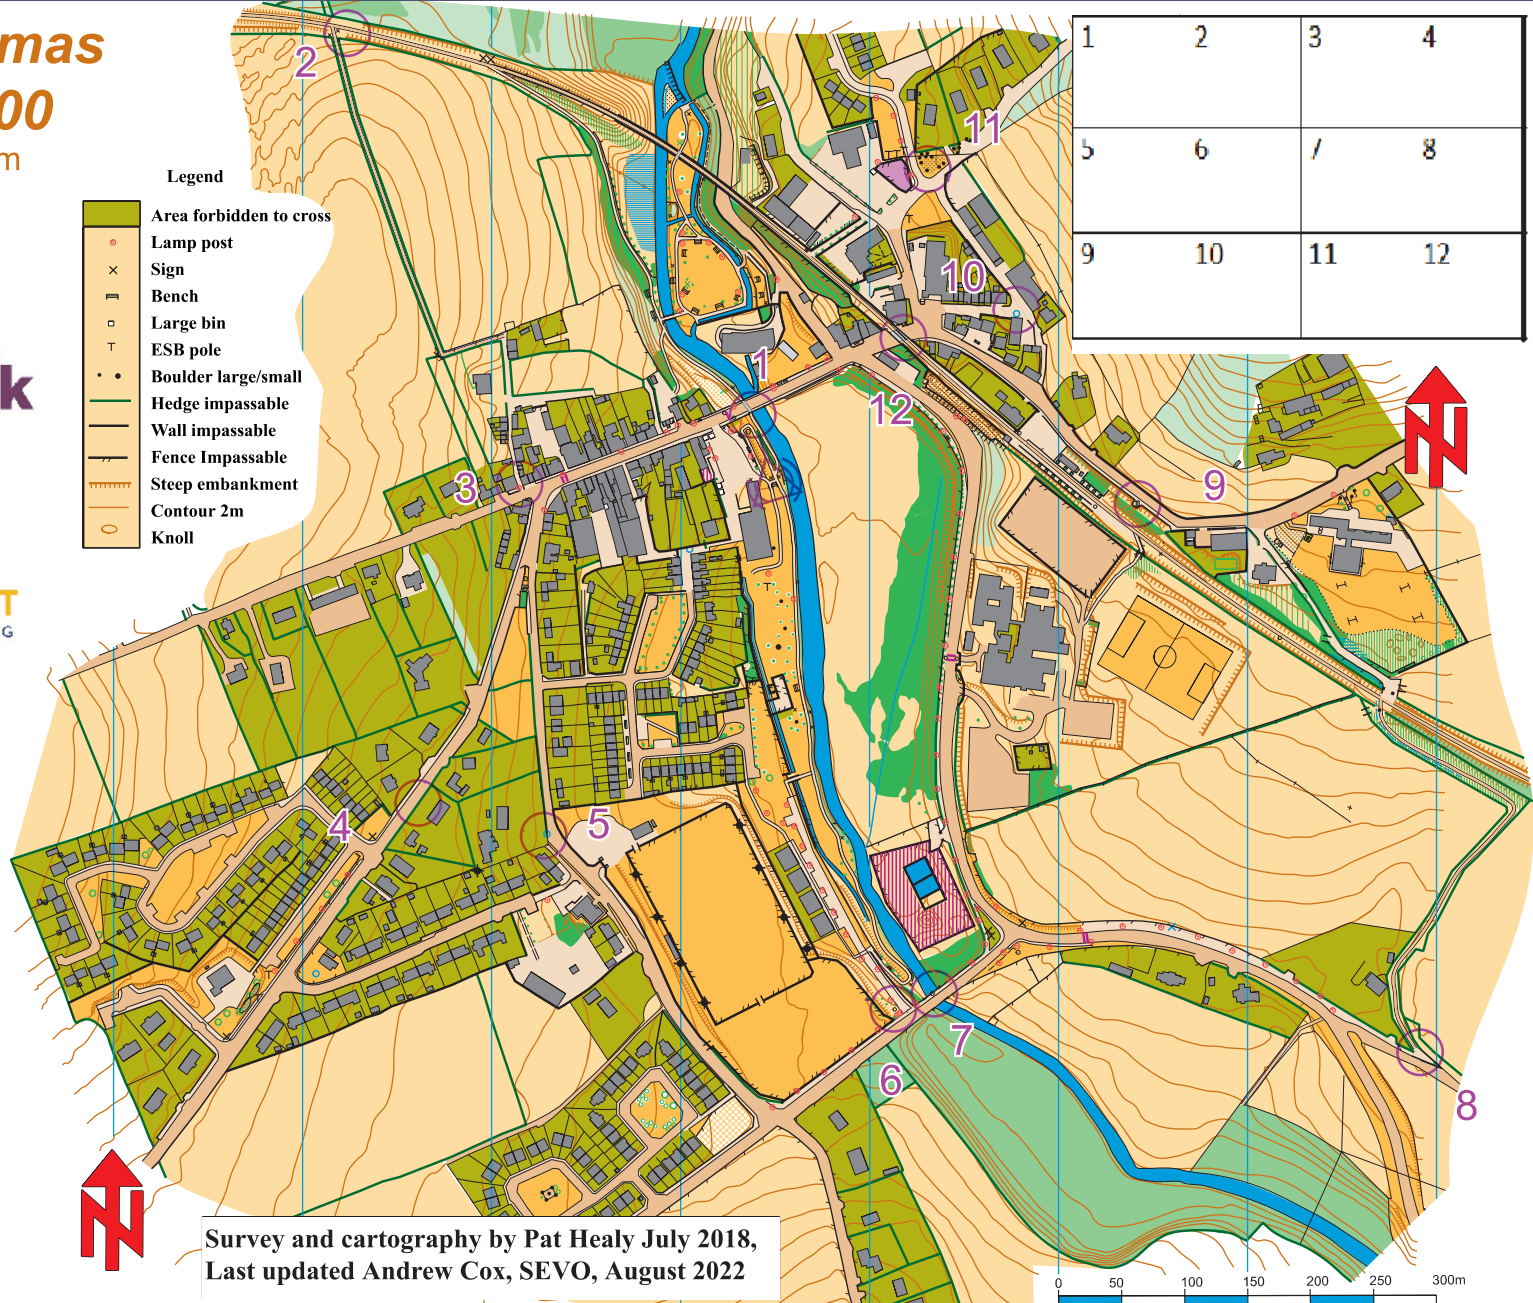 mas
00
m
k
T
G
Legend
Area forbidden to cross
Lamp post
Sign
Bench
Large bin
ESB pole
Boulder large/small
Hedge impassable
Wall impassable
Fence Impassable
Steep embankment
Contour 2m
Knoll
1 2 3 4
5 6 7 8
9 10 11 12
2
11
10
1
12
3
9
4
5
7
6
8
N
N
Survey and cartography by Pat Healy July 2018,
Last updated Andrew Cox, SEVO, August 2022
0 50 100 150 200 250 300m